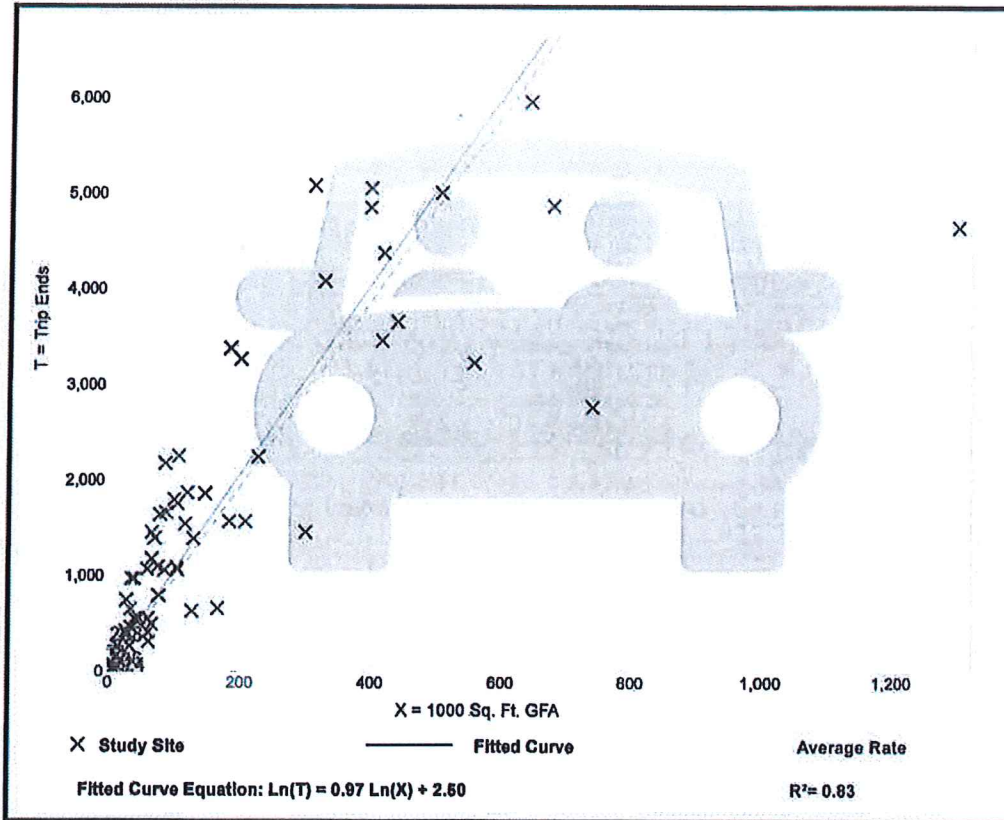 6,000
5,000
4,000
3,000
2,000
1,000
0
T = Trip Ends
0 200 400 600 800 1,000 1,200
X = 1000 Sq. Ft. GFA
Study Site Fitted Curve Average Rate
Fitted Curve Equation: Ln(T) = 0.97 Ln(X) + 2.50 R²= 0.83